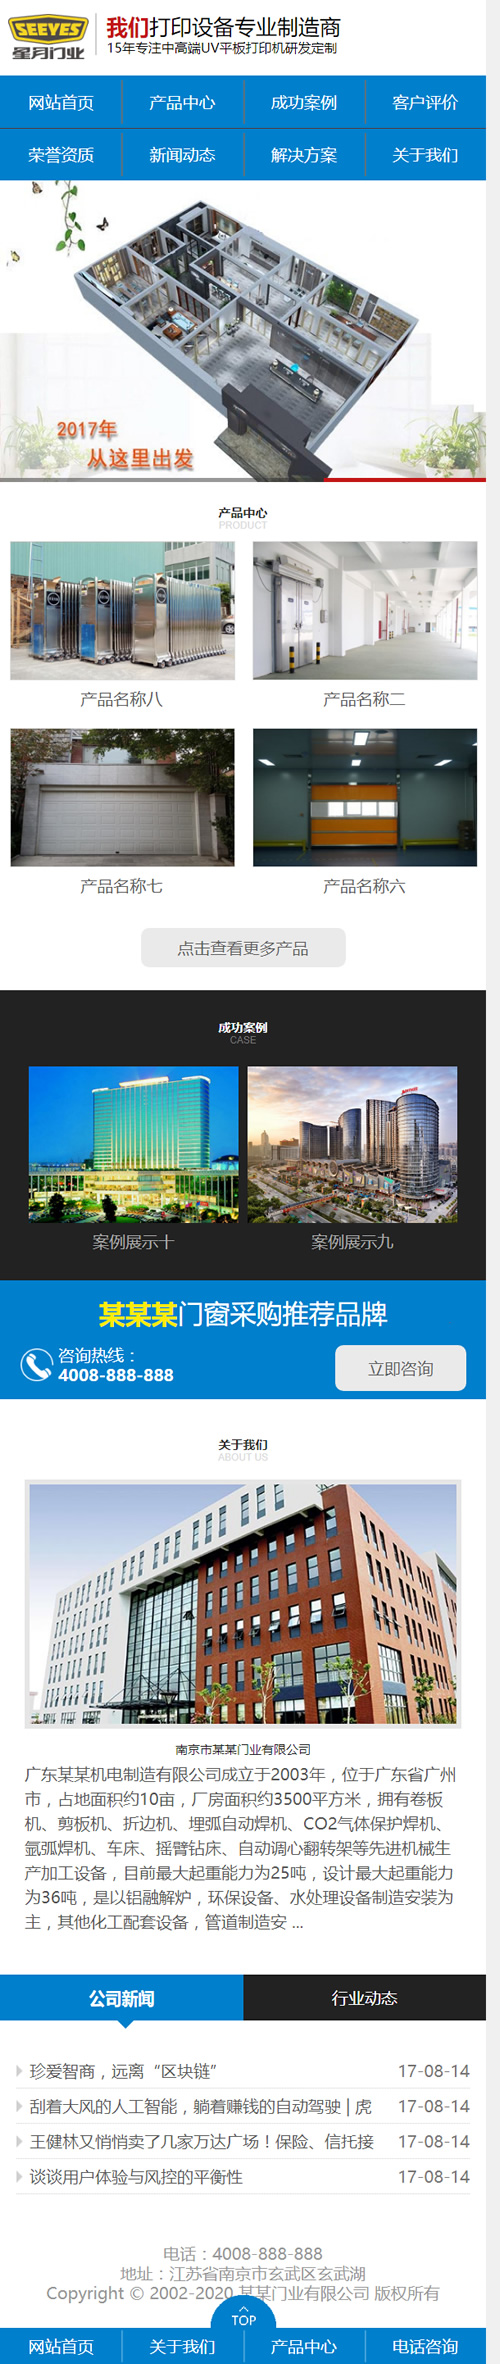 SEEYES
星月门业
我们打印设备专业制造商
15年专注中高端UV平板打印机研发定制
网站首页 产品中心 成功案例 客户评价
荣誉资质 新闻动态 解决方案 关于我们
2017年
从这里出发
产品中心
PRODUCT
产品名称八 产品名称二
产品名称七 产品名称六
点击查看更多产品
成功案例
CASE
案例展示十 案例展示九
某某某门窗采购推荐品牌
咨询热线：
4008-888-888
立即咨询
关于我们
ABOUT US
南京市某某门业有限公司
广东某某机电制造有限公司成立于2003年，位于广东省广州
市，占地面积约10亩，厂房面积约3500平方米，拥有卷板
机、剪板机、折边机、埋弧自动焊机、CO2气体保护焊机、
氩弧焊机、车床、摇臂钻床、自动调心翻转架等先进机械生
产加工设备，目前最大起重能力为25吨，设计最大起重能力
为36吨，是以铝融解炉，环保设备、水处理设备制造安装为
主，其他化工配套设备，管道制造安 ...
公司新闻 行业动态
珍爱智商，远离“区块链” 17-08-14
刮着大风的人工智能，躺着赚钱的自动驾驶 | 虎 17-08-14
王健林又悄悄卖了几家万达广场！保险、信托接 17-08-14
谈谈用户体验与风控的平衡性 17-08-14
电话：4008-888-888
地址：江苏省南京市玄武区玄武湖
Copyright © 2002-2020 某某门业有限公司 版权所有
TOP
网站首页 关于我们 产品中心 电话咨询